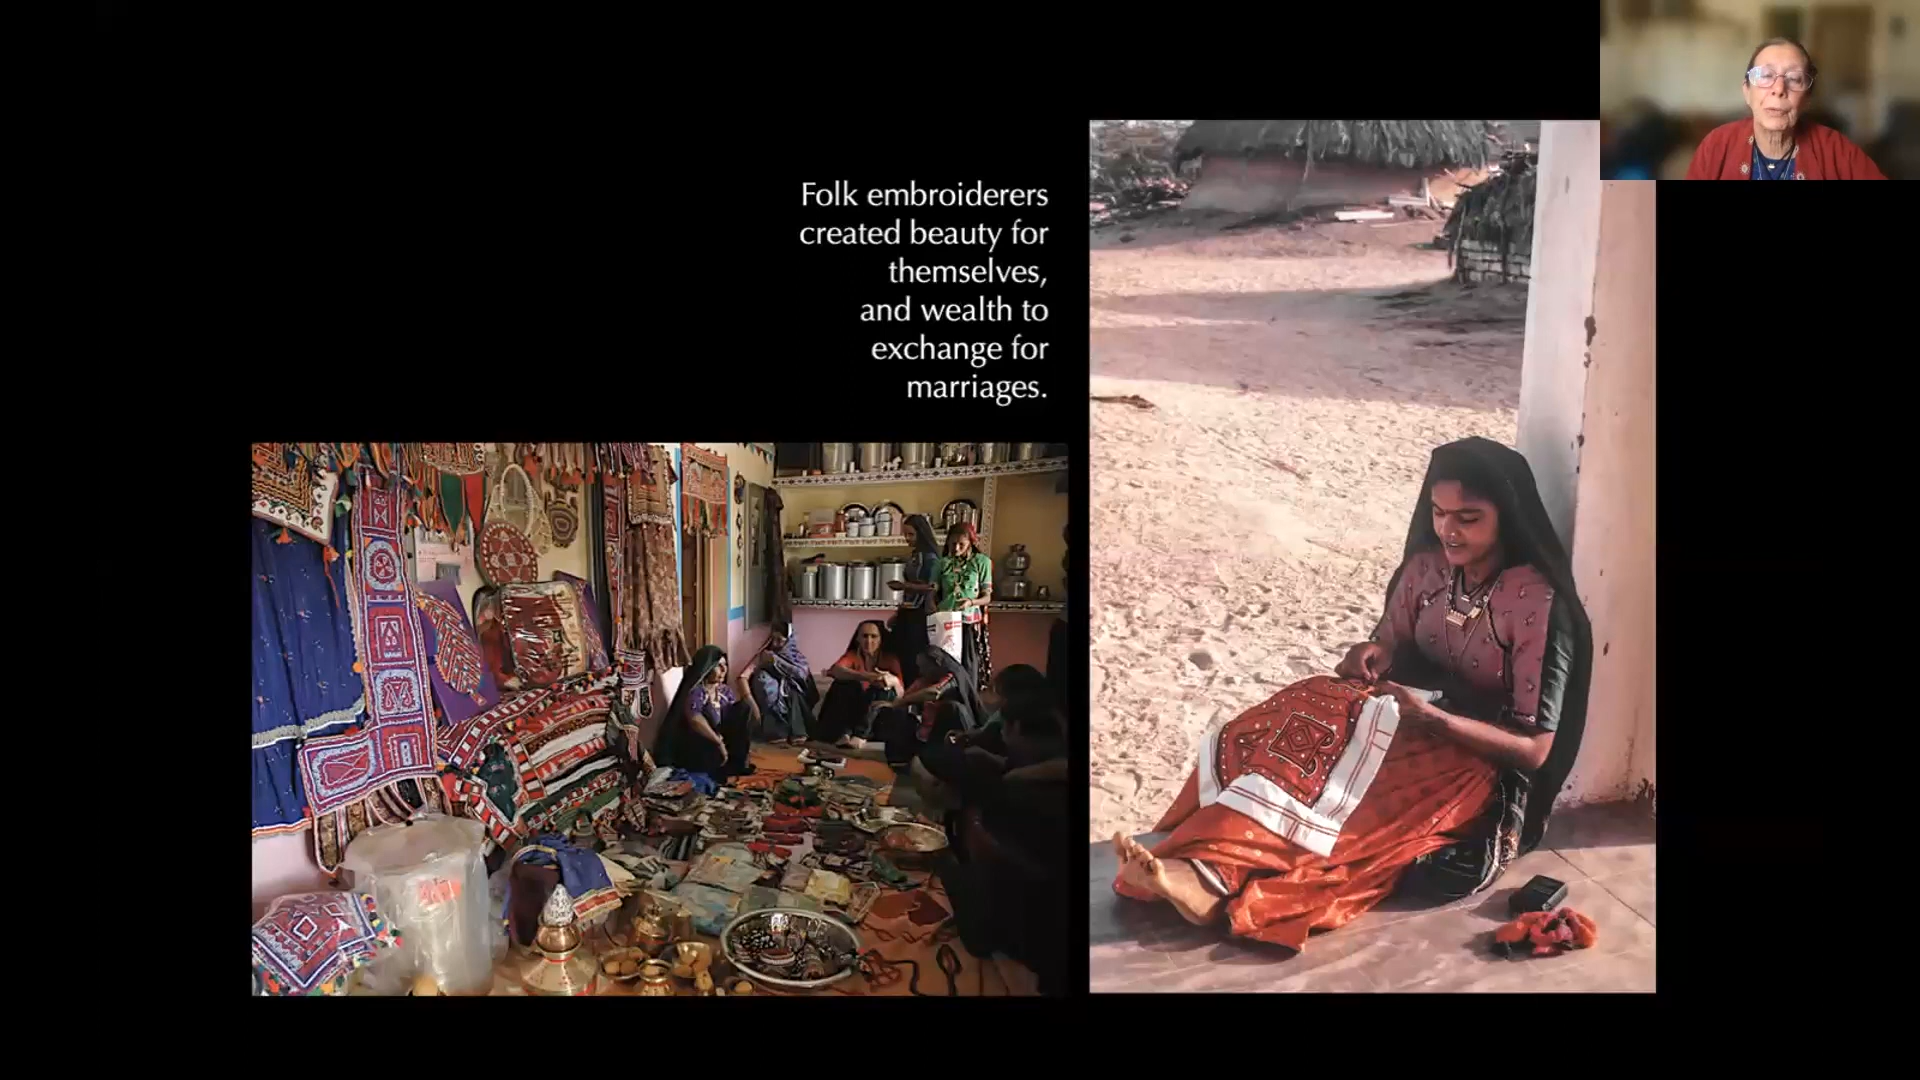 Folk embroiderers
created beauty for
themselves,
and wealth to
exchange for
marriages.